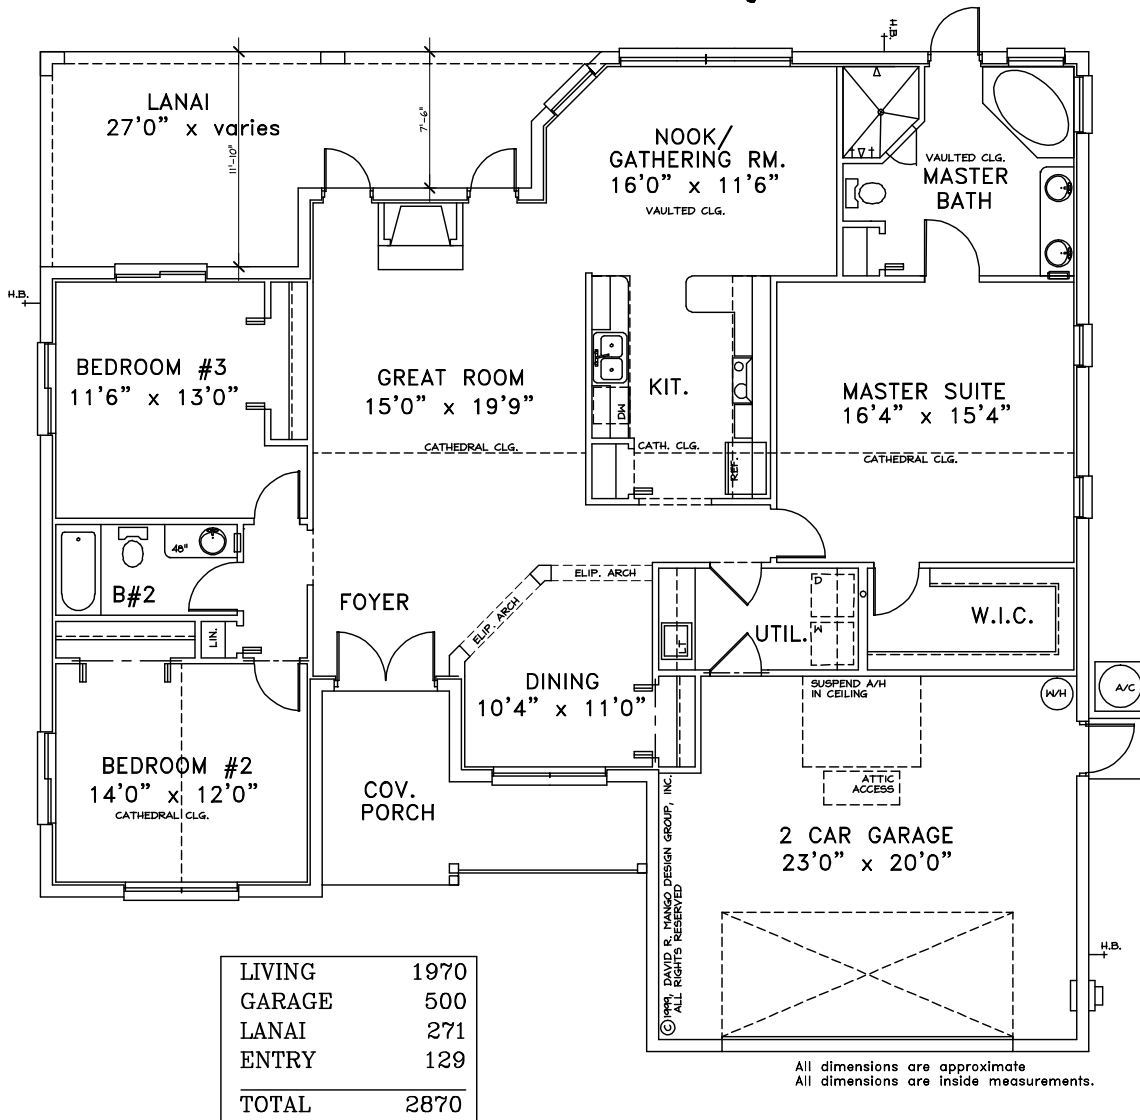 H.B.
LANAI
27'0" x varies
11'-10"
7'-6"
NOOK/
GATHERING RM.
16'0" x 11'6"
VAULTED CLG.
VAULTED CLG.
MASTER
BATH
H.B.
BEDROOM #3
11'6" x 13'0"
GREAT ROOM
15'0" x 19'9"
CATHEDRAL CLG.
KIT.
DW
CATH. CLG.
REF.
MASTER SUITE
16'4" x 15'4"
CATHEDRAL CLG.
48"
B#2
LIN.
FOYER
ELIP. ARCH
ELIP. ARCH
D
W
UTIL.
LT
W.I.C.
DINING
10'4" x 11'0"
SUSPEND A/H
IN CEILING
W/H
A/C
BEDROOM #2
14'0" x 12'0"
CATHEDRAL CLG.
COV.
PORCH
ATTIC
ACCESS
2 CAR GARAGE
23'0" x 20'0"
© 1999, DAVID R. MANGO DESIGN GROUP, INC.
ALL RIGHTS RESERVED
H.B.
LIVING 1970
GARAGE 500
LANAI 271
ENTRY 129
TOTAL 2870
All dimensions are approximate
All dimensions are inside measurements.